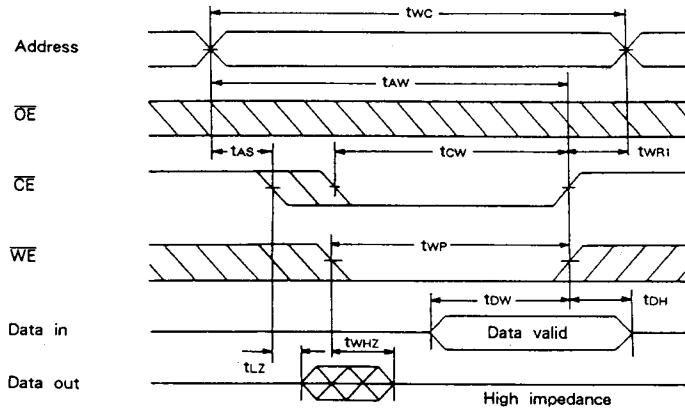 tWC
Address
tAW
OE
tAS
tCW
tWR1
CE
WE
tWP
tDW
tDH
Data in
Data valid
tLZ
tWHZ
Data out
High impedance